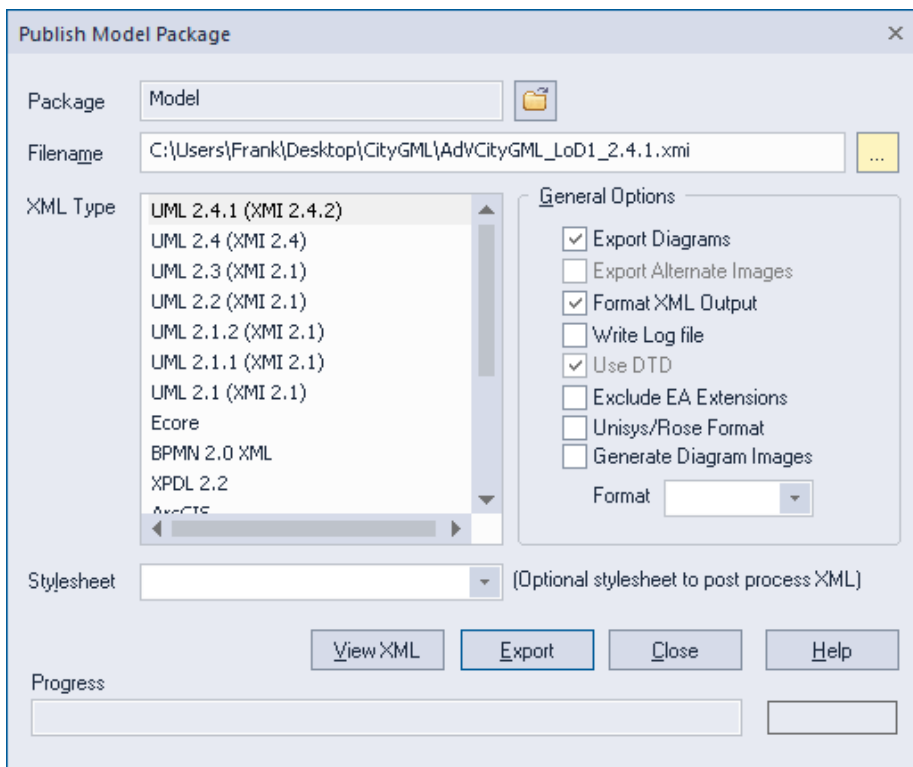 Publish Model Package
Package Model
Filename C:\Users\Frank\Desktop\CityGML\AdVCityGML_LoD1_2.4.1.xmi ...
XML Type
UML 2.4.1 (XMI 2.4.2)
UML 2.4 (XMI 2.4)
UML 2.3 (XMI 2.1)
UML 2.2 (XMI 2.1)
UML 2.1.2 (XMI 2.1)
UML 2.1.1 (XMI 2.1)
UML 2.1 (XMI 2.1)
Ecore
BPMN 2.0 XML
XPDL 2.2
ArcGIS
General Options
Export Diagrams
Export Alternate Images
Format XML Output
Write Log file
Use DTD
Exclude EA Extensions
Unisys/Rose Format
Generate Diagram Images
Format
Stylesheet (Optional stylesheet to post process XML)
View XML Export Close Help
Progress